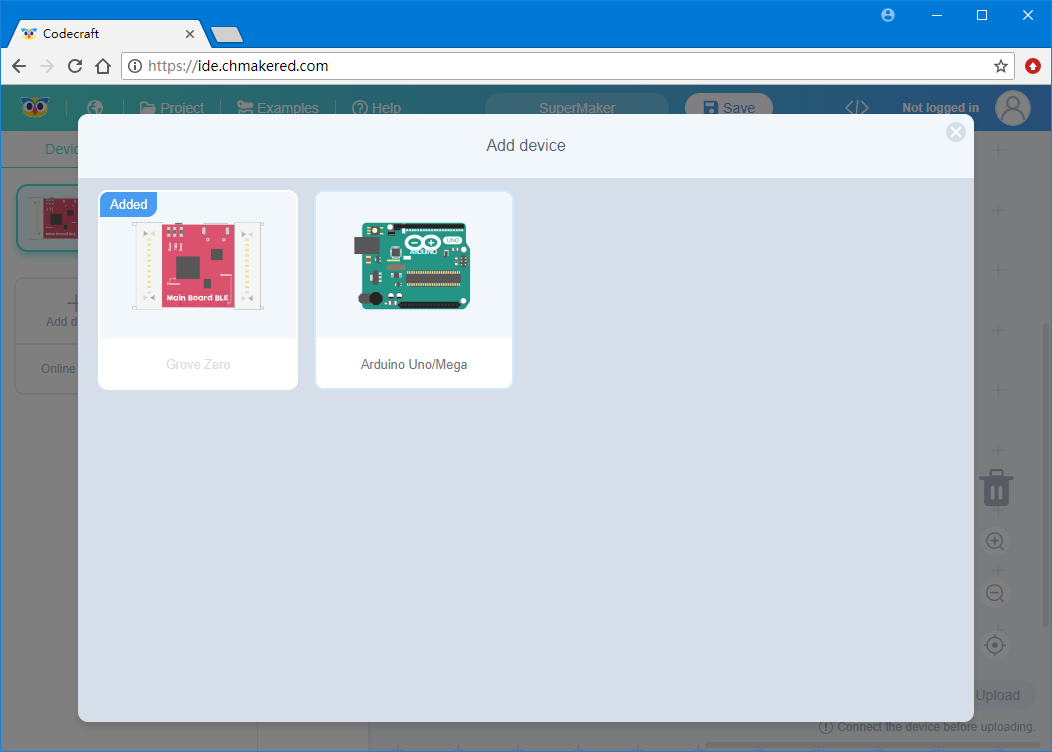 Codecraft
https://ide.chmakered.com
Project
Examples
Help
SuperMaker
Save
Not logged in
Add device
Added
Main Board BLE
ARDUINO
UNO
Grove Zero
Arduino Uno/Mega
Devic
Add d
Online
Upload
Connect the device before uploading.